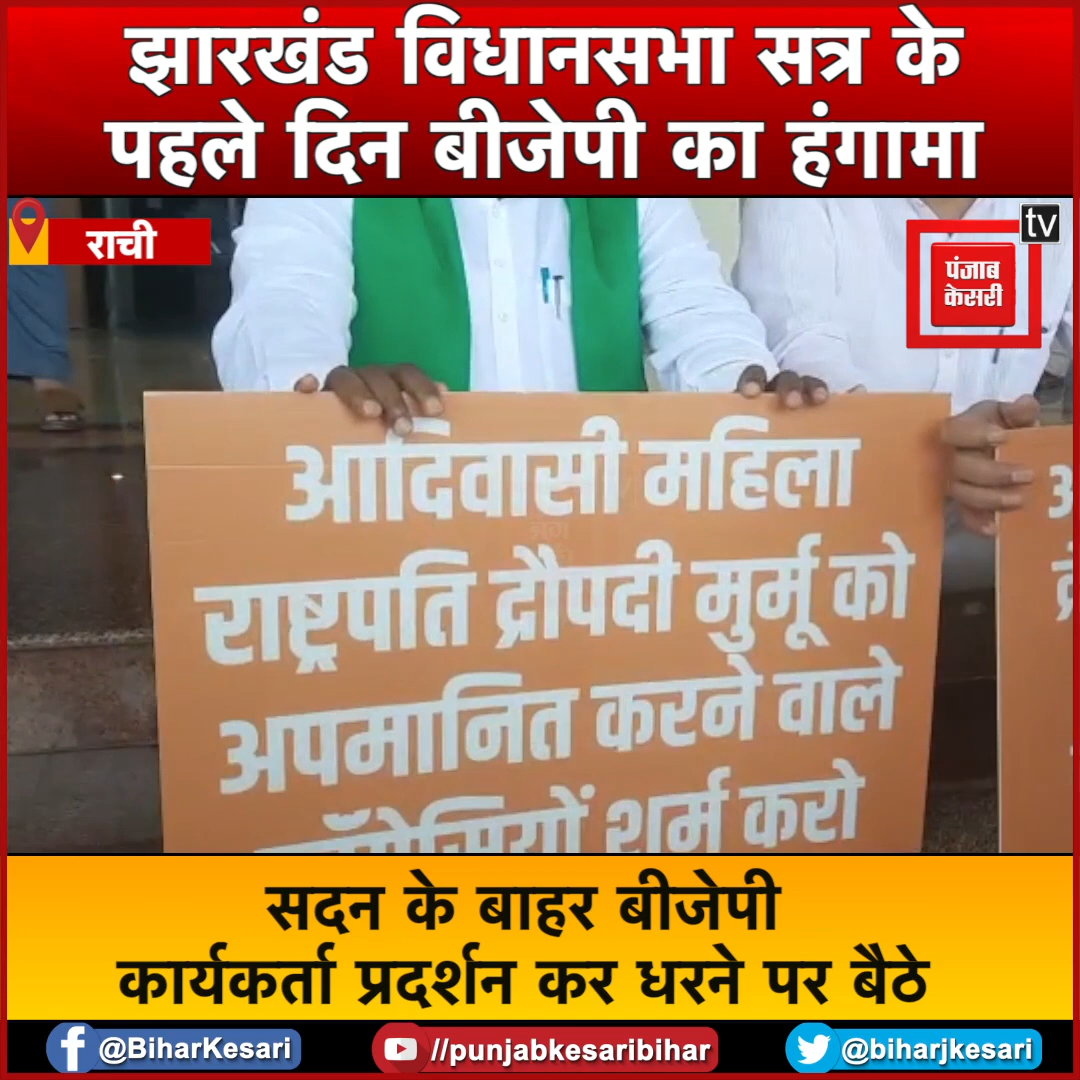 झारखंड विधानसभा सत्र के
पहले दिन बीजेपी का हंगामा
राची
tv
पंजाब
केसरी
आदिवासी महिला
राष्ट्रपति द्रौपदी मुर्मू को
अपमानित करने वाले
शर्म करो
सदन के बाहर बीजेपी
कार्यकर्ता प्रदर्शन कर धरने पर बैठे
@BiharKesari
//punjabkesaribihar
@biharjkesari